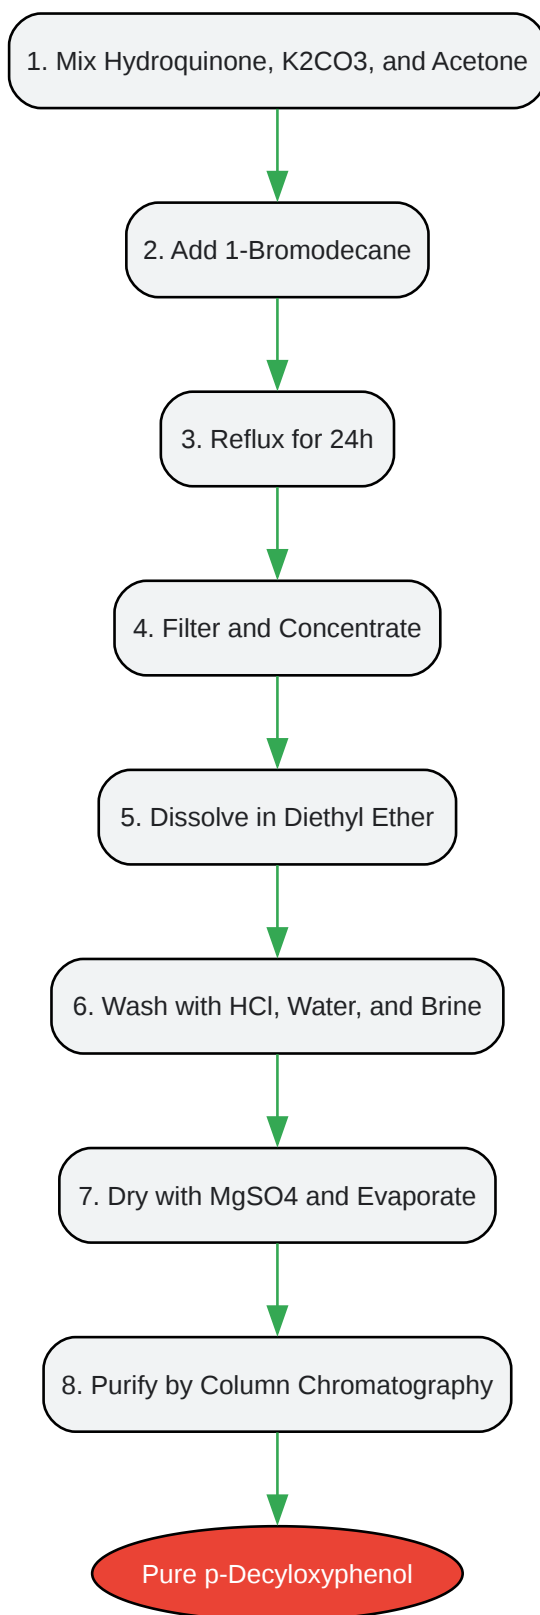 1. Mix Hydroquinone, K2CO3, and Acetone
2. Add 1-Bromodecane
3. Reflux for 24h
4. Filter and Concentrate
5. Dissolve in Diethyl Ether
6. Wash with HCl, Water, and Brine
7. Dry with MgSO4 and Evaporate
8. Purify by Column Chromatography
Pure p-Decyloxyphenol